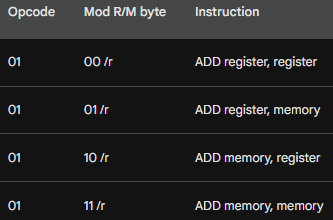 Opcode Mod R/M byte Instruction
01 00 /r ADD register, register
01 01 /r ADD register, memory
01 10 /r ADD memory, register
01 11 /r ADD memory, memory